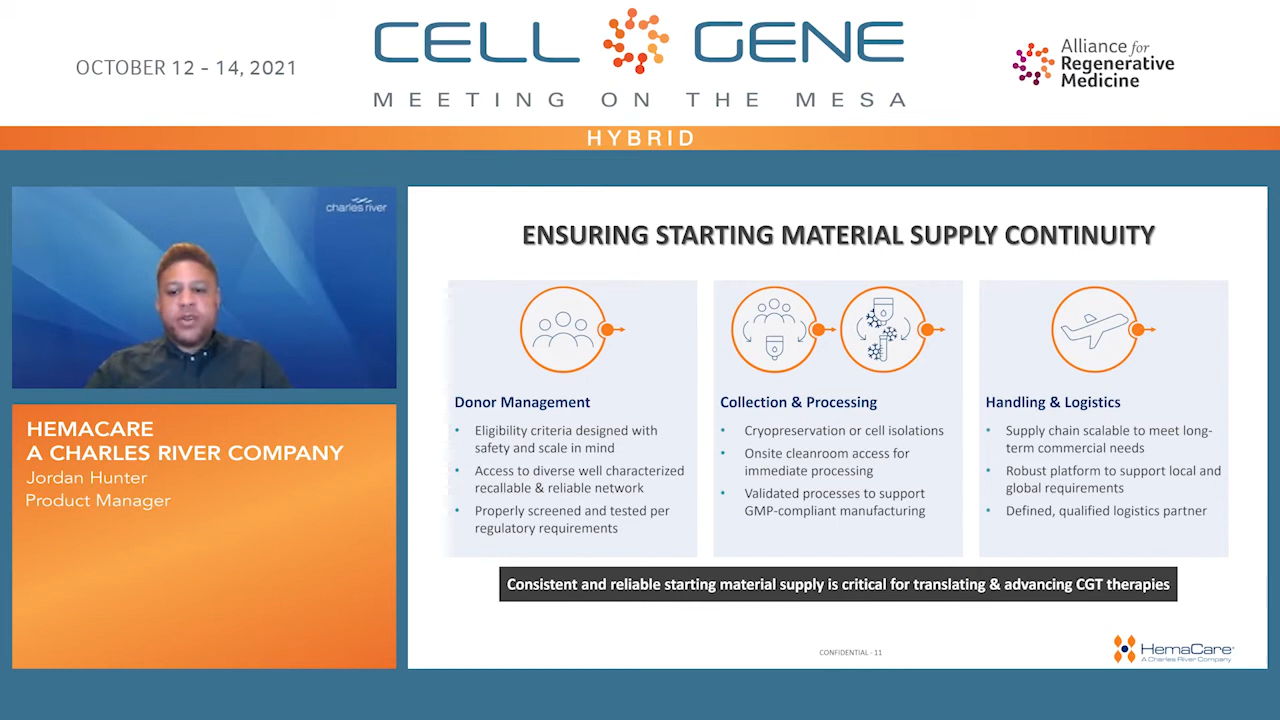 OCTOBER 12 - 14, 2021
CELL GENE
MEETING ON THE MESA
Alliance for
Regenerative
Medicine
HYBRID
charles river
HEMACARE
A CHARLES RIVER COMPANY
Jordan Hunter
Product Manager
ENSURING STARTING MATERIAL SUPPLY CONTINUITY
Donor Management
• Eligibility criteria designed with
safety and scale in mind
• Access to diverse well characterized
recallable & reliable network
• Properly screened and tested per
regulatory requirements
Collection & Processing
• Cryopreservation or cell isolations
• Onsite cleanroom access for
immediate processing
• Validated processes to support
GMP-compliant manufacturing
Handling & Logistics
• Supply chain scalable to meet long-
term commercial needs
• Robust platform to support local and
global requirements
• Defined, qualified logistics partner
Consistent and reliable starting material supply is critical for translating & advancing CGT therapies
CONFIDENTIAL - 11
HemaCare®
A Charles River Company